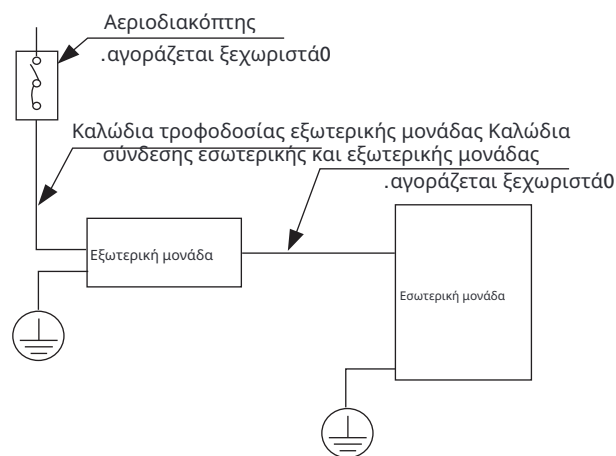 Αεριοδιακόπτης
.αγοράζεται ξεχωριστά0
Καλώδια τροφοδοσίας εξωτερικής μονάδας Καλώδια
σύνδεσης εσωτερικής και εξωτερικής μονάδας
.αγοράζεται ξεχωριστά0
Εξωτερική μονάδα
Εσωτερική μονάδα